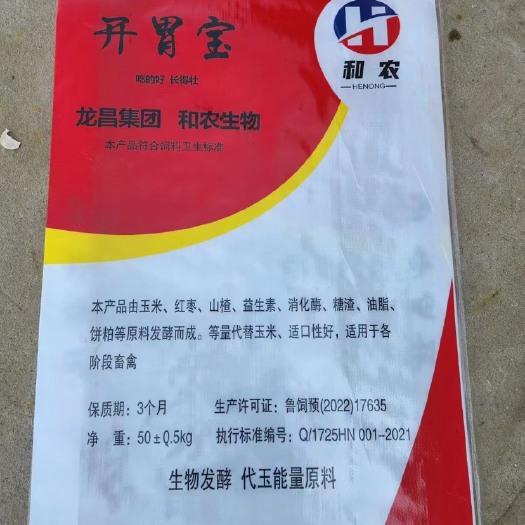 开胃宝
吃的好 长得壮
和农
HENONG
龙昌集团 和农生物
本产品符合饲料卫生标准
本产品由玉米、红枣、山楂、益生素、消化酶、糖渣、油脂、
饼粕等原料发酵而成。等量代替玉米、适口性好，适用于各
阶段畜禽
保质期：3个月 生产许可证：鲁饲预(2022)17635
净 重：50±0.5kg 执行标准编号：Q/1725HN 001-2021
生物发酵 代玉能量原料